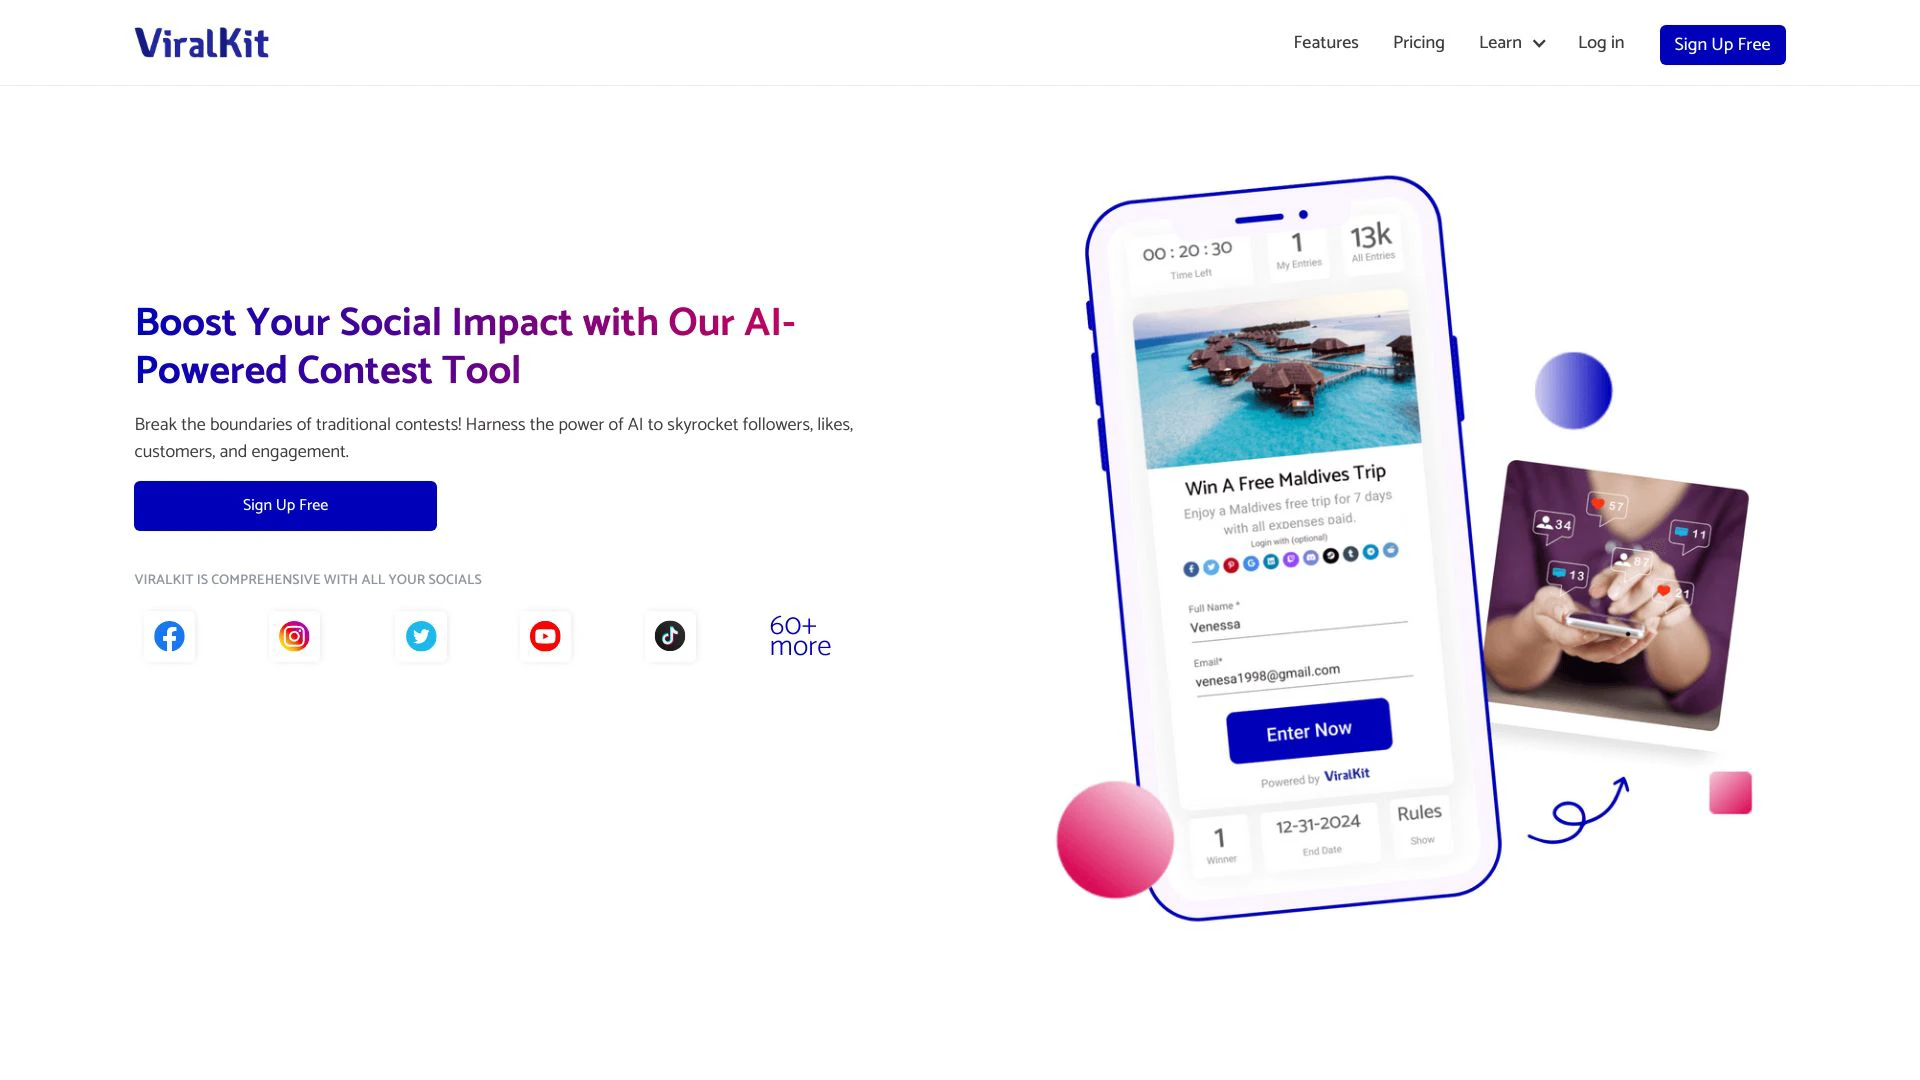 ViralKit
Features
Pricing
Learn
Log in
Sign Up Free
Boost Your Social Impact with Our AI-
Powered Contest Tool
Break the boundaries of traditional contests! Harness the power of AI to skyrocket followers, likes,
customers, and engagement.
Sign Up Free
VIRALKIT IS COMPREHENSIVE WITH ALL YOUR SOCIALS
60+
more
00 : 20 : 30
Time Left
1
My Entries
13k
All Entries
Win A Free Maldives Trip
Enjoy a Maldives free trip for 7 days
with all expenses paid.
Login with (optional)
Full Name *
Venessa
Email*
venesa1998@gmail.com
Enter Now
Powered by ViralKit
1
Winner
12-31-2024
End Date
Rules
Show
57
34
11
87
13
21